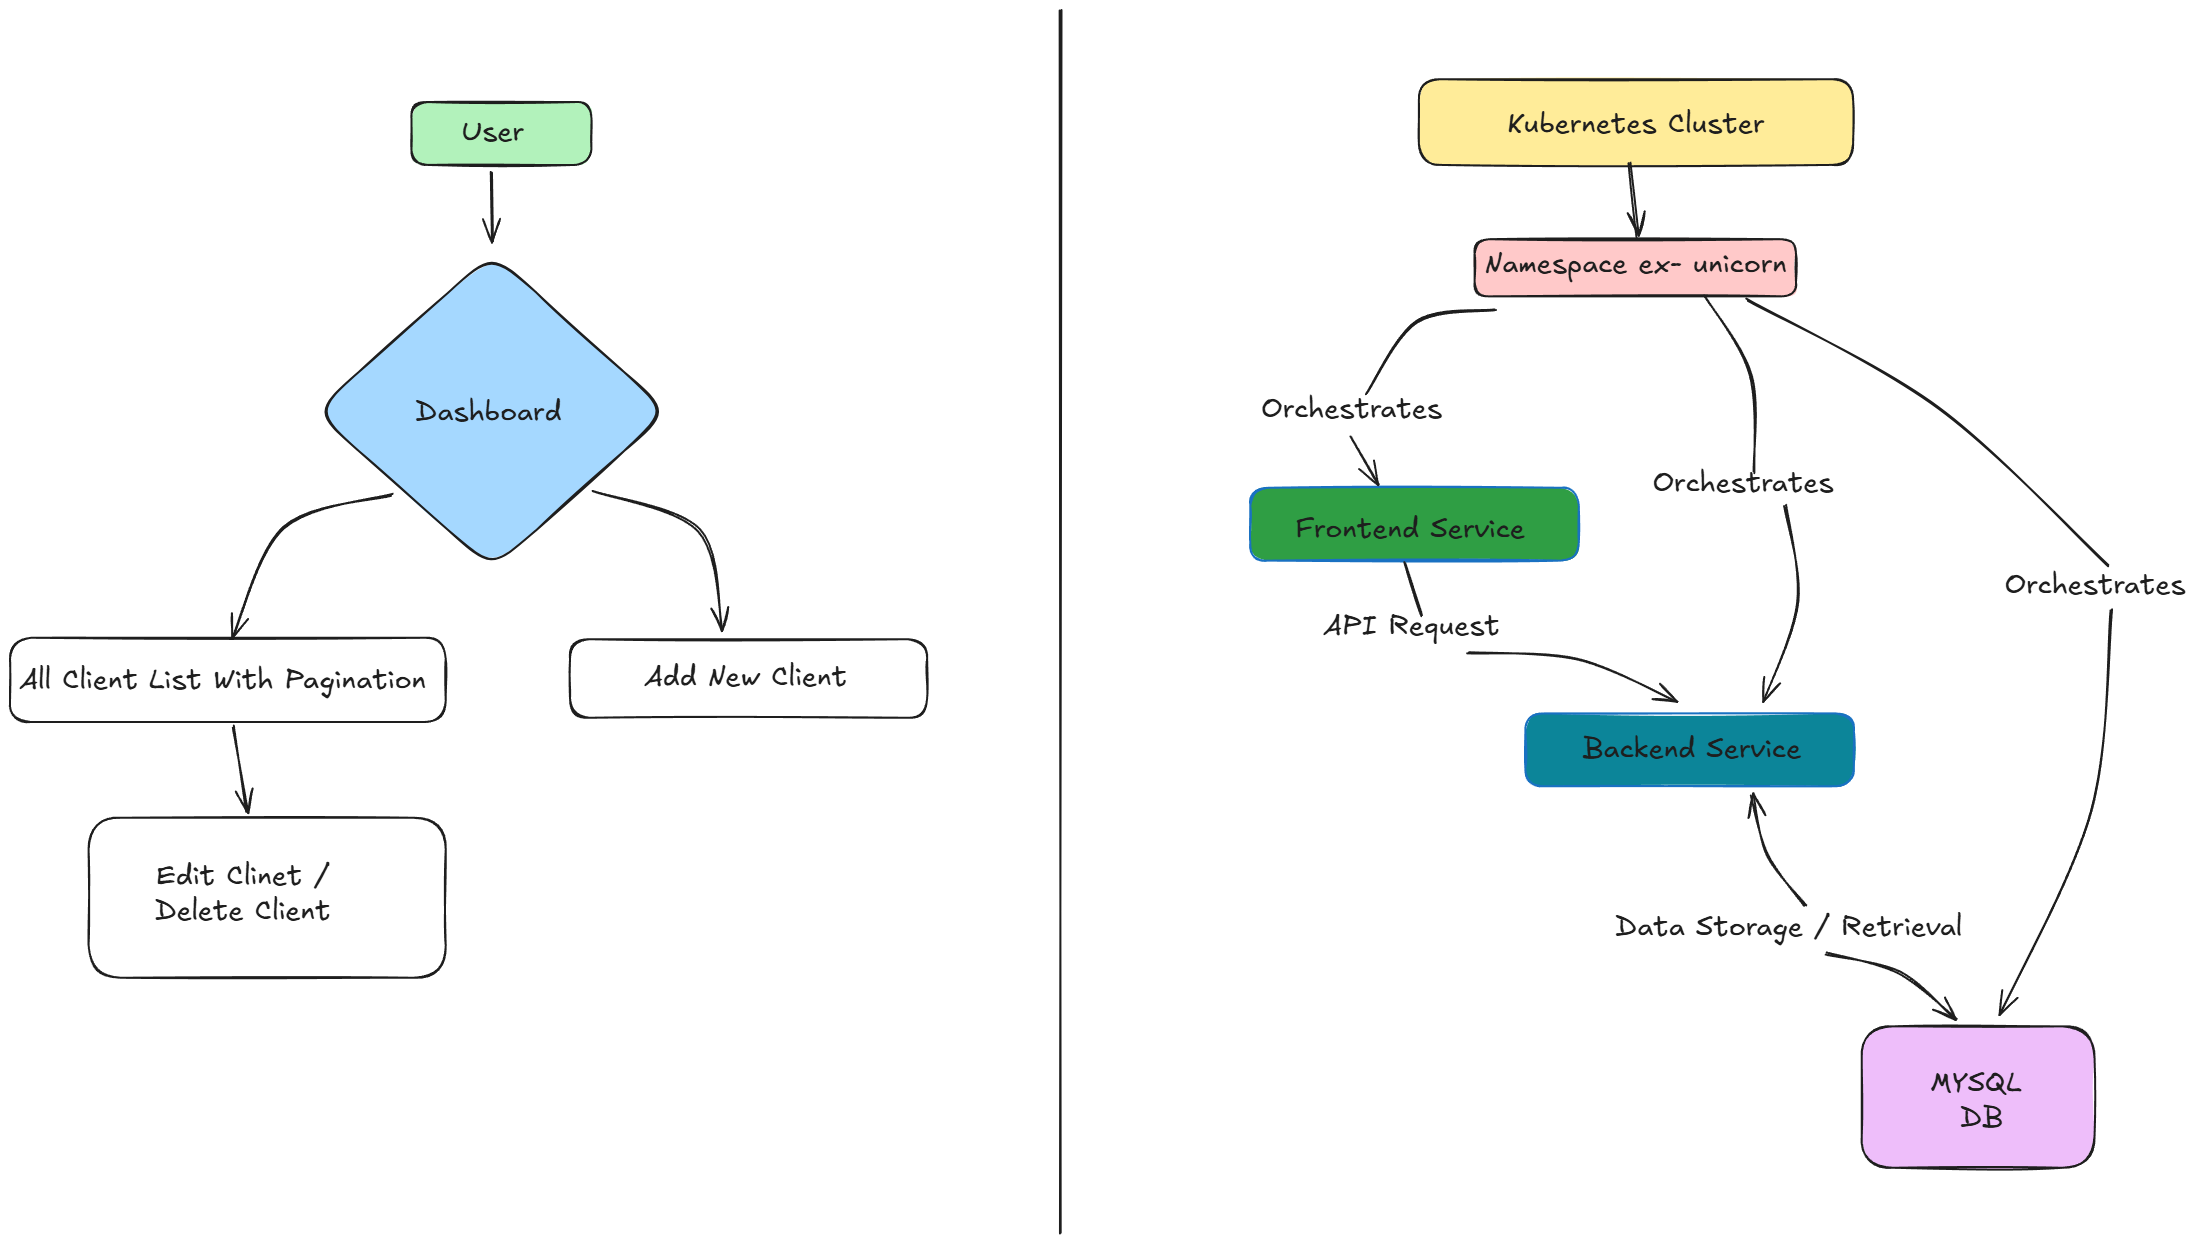 User
Dashboard
All Client List With Pagination
Add New Client
Edit Clinet /
Delete Client
Kubernetes Cluster
Namespace ex- unicorn
Orchestrates
Orchestrates
Orchestrates
Frontend Service
API Request
Backend Service
Data Storage / Retrieval
MYSQL
DB